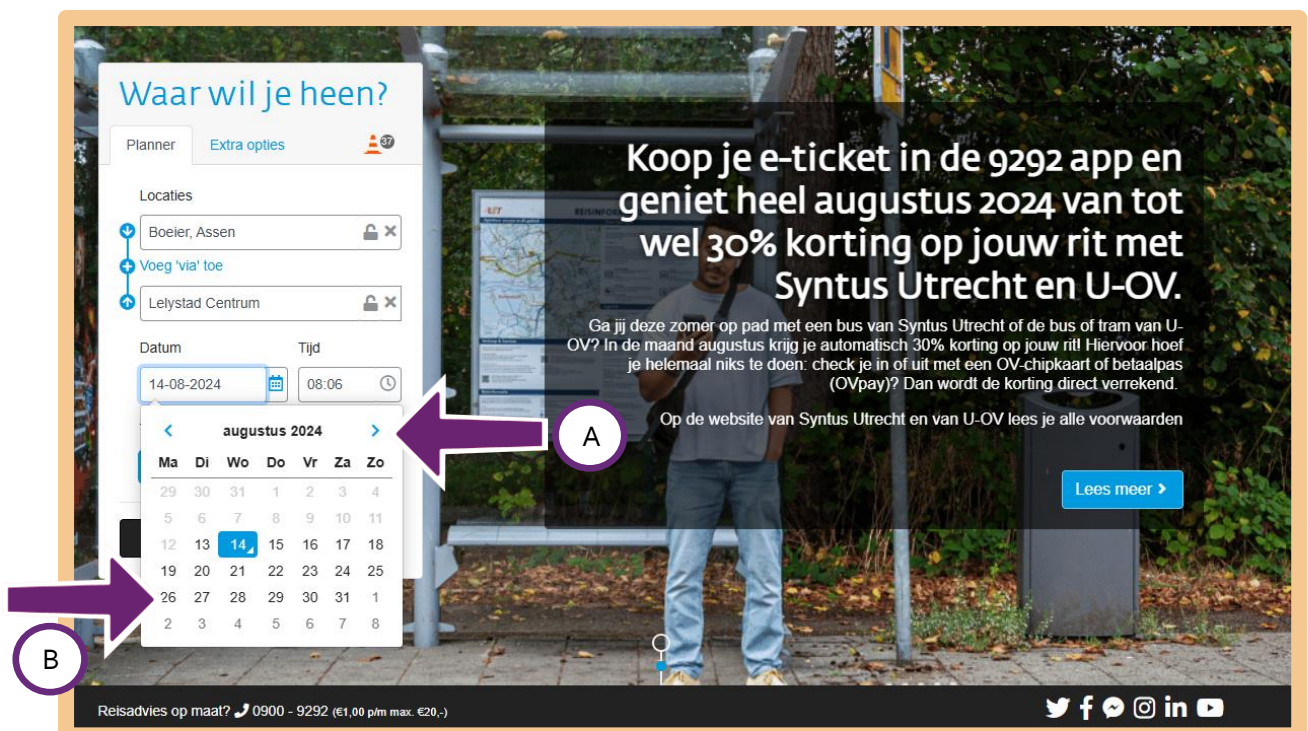 Waar wil je heen?
Planner Extra opties 37
Locaties
Boeier, Assen
Voeg 'via' toe
Lelystad Centrum
Datum Tijd
14-08-2024 08:06
augustus 2024
Ma Di Wo Do Vr Za Zo
29 30 31 1 2 3 4
5 6 7 8 9 10 11
12 13 14 15 16 17 18
19 20 21 22 23 24 25
26 27 28 29 30 31 1
2 3 4 5 6 7 8
A
B
REISINFOR
Koop je e-ticket in de 9292 app en
geniet heel augustus 2024 van tot
wel 30% korting op jouw rit met
Syntus Utrecht en U-OV.
Ga jij deze zomer op pad met een bus van Syntus Utrecht of de bus of tram van U-
OV? In de maand augustus krijg je automatisch 30% korting op jouw rit! Hiervoor hoef
je helemaal niks te doen: check je in of uit met een OV-chipkaart of betaalpas
(OVpay)? Dan wordt de korting direct verrekend.
Op de website van Syntus Utrecht en van U-OV lees je alle voorwaarden
Lees meer
Reisadvies op maat? 0900 - 9292 (€1,00 p/m max. €20,-)